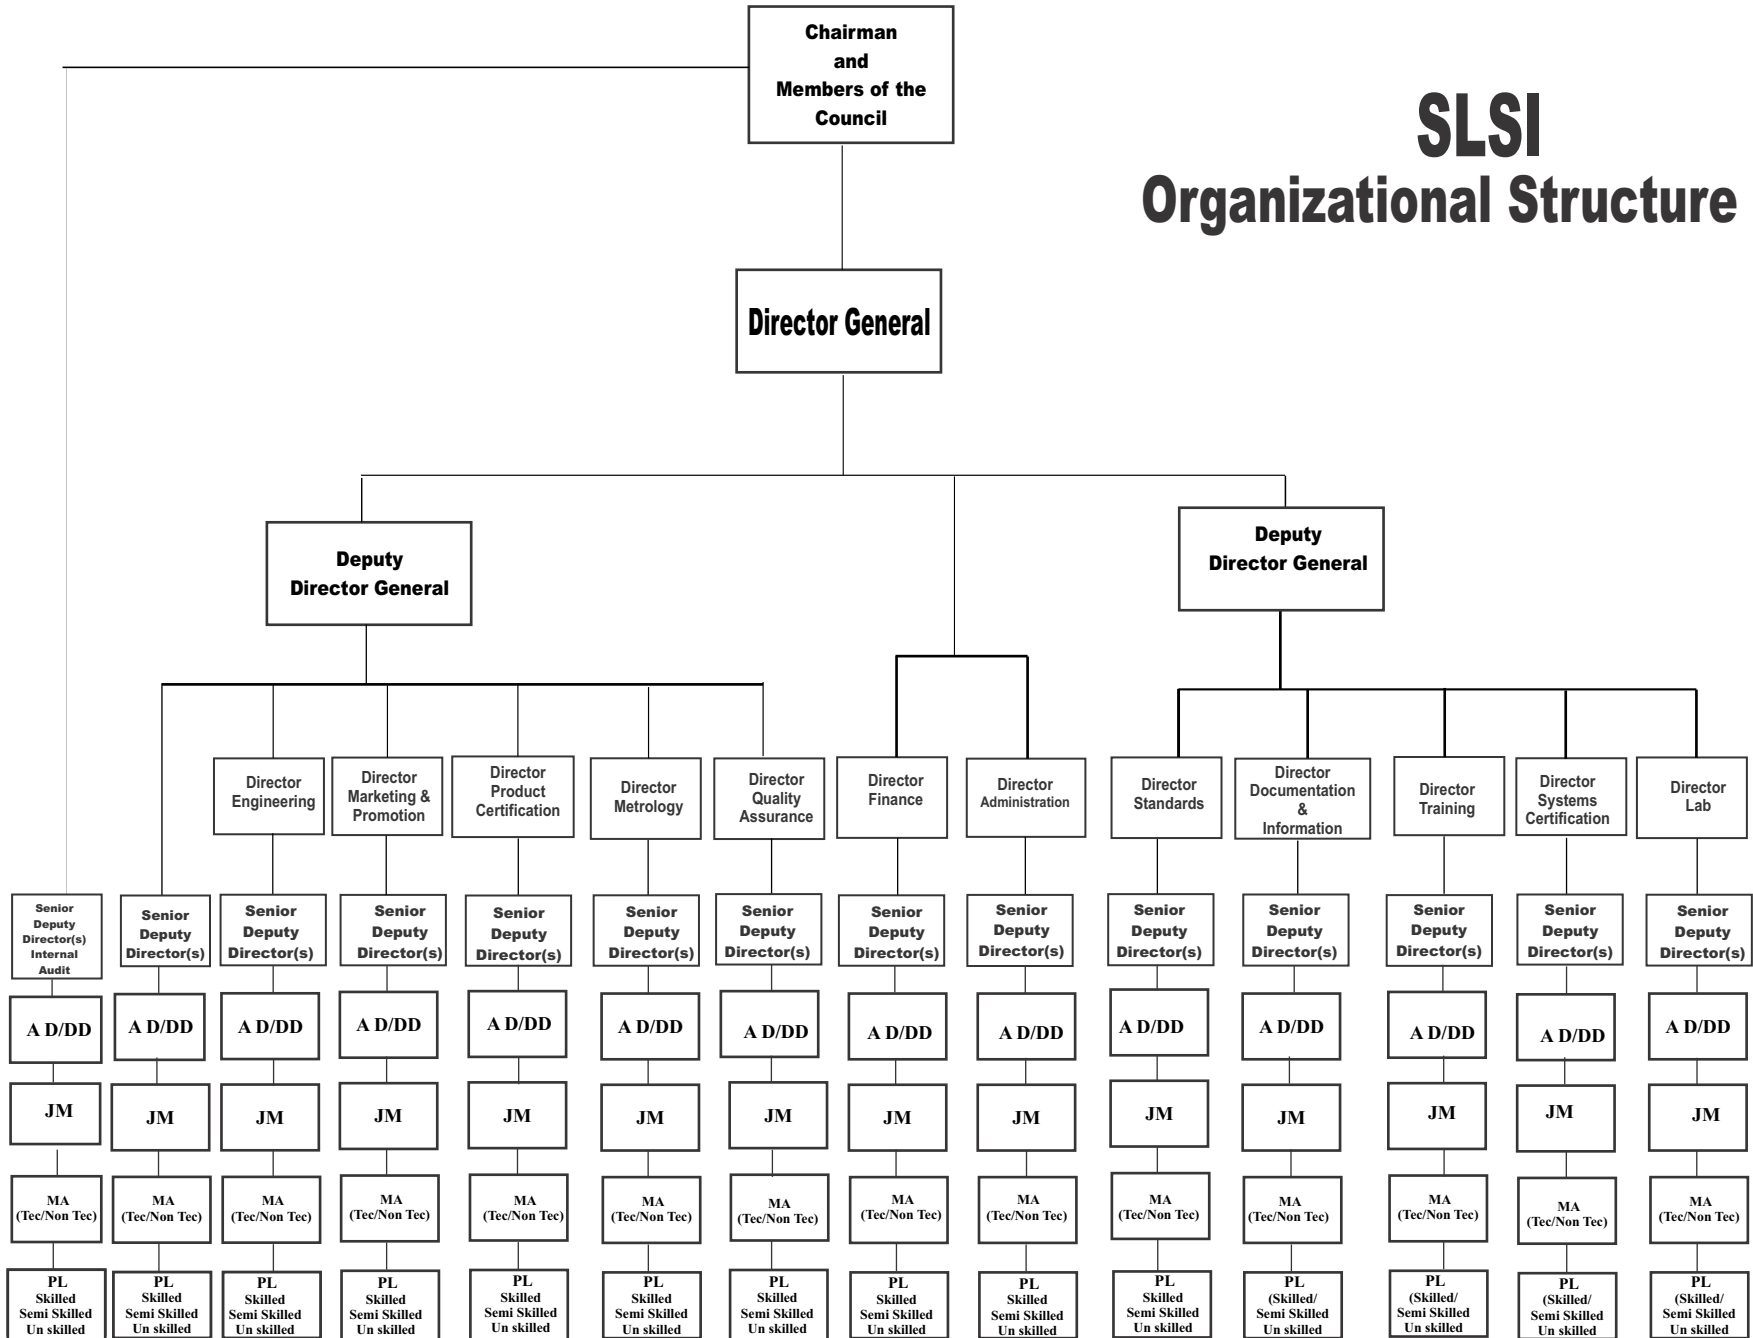 Chairman
and
Members of the
Council
SLSI
Organizational Structure
Director General
Deputy
Director General
Deputy
Director General
Director
Engineering
Director
Marketing &
Promotion
Director
Product
Certification
Director
Metrology
Director
Quality
Assurance
Director
Finance
Director
Administration
Director
Standards
Director
Documentation
&
Information
Director
Training
Director
Systems
Certification
Director
Lab
Senior
Deputy
Director(s)
Internal
Audit
Senior
Deputy
Director(s)
Senior
Deputy
Director(s)
Senior
Deputy
Director(s)
Senior
Deputy
Director(s)
Senior
Deputy
Director(s)
Senior
Deputy
Director(s)
Senior
Deputy
Director(s)
Senior
Deputy
Director(s)
Senior
Deputy
Director(s)
Senior
Deputy
Director(s)
Senior
Deputy
Director(s)
Senior
Deputy
Director(s)
Senior
Deputy
Director(s)
A D/DD
A D/DD
A D/DD
A D/DD
A D/DD
A D/DD
A D/DD
A D/DD
A D/DD
A D/DD
A D/DD
A D/DD
A D/DD
A D/DD
JM
JM
JM
JM
JM
JM
JM
JM
JM
JM
JM
JM
JM
JM
MA
(Tec/Non Tec)
MA
(Tec/Non Tec)
MA
(Tec/Non Tec)
MA
(Tec/Non Tec)
MA
(Tec/Non Tec)
MA
(Tec/Non Tec)
MA
(Tec/Non Tec)
MA
(Tec/Non Tec)
MA
(Tec/Non Tec)
MA
(Tec/Non Tec)
MA
(Tec/Non Tec)
MA
(Tec/Non Tec)
MA
(Tec/Non Tec)
MA
(Tec/Non Tec)
PL
Skilled
Semi Skilled
Un skilled
PL
Skilled
Semi Skilled
Un skilled
PL
Skilled
Semi Skilled
Un skilled
PL
Skilled
Semi Skilled
Un skilled
PL
Skilled
Semi Skilled
Un skilled
PL
Skilled
Semi Skilled
Un skilled
PL
Skilled
Semi Skilled
Un skilled
PL
Skilled
Semi Skilled
Un skilled
PL
Skilled
Semi Skilled
Un skilled
PL
Skilled
Semi Skilled
Un skilled
PL
(Skilled/
Semi Skilled
Un skilled
PL
(Skilled/
Semi Skilled
Un skilled
PL
(Skilled/
Semi Skilled
Un skilled
PL
(Skilled/
Semi Skilled
Un skilled